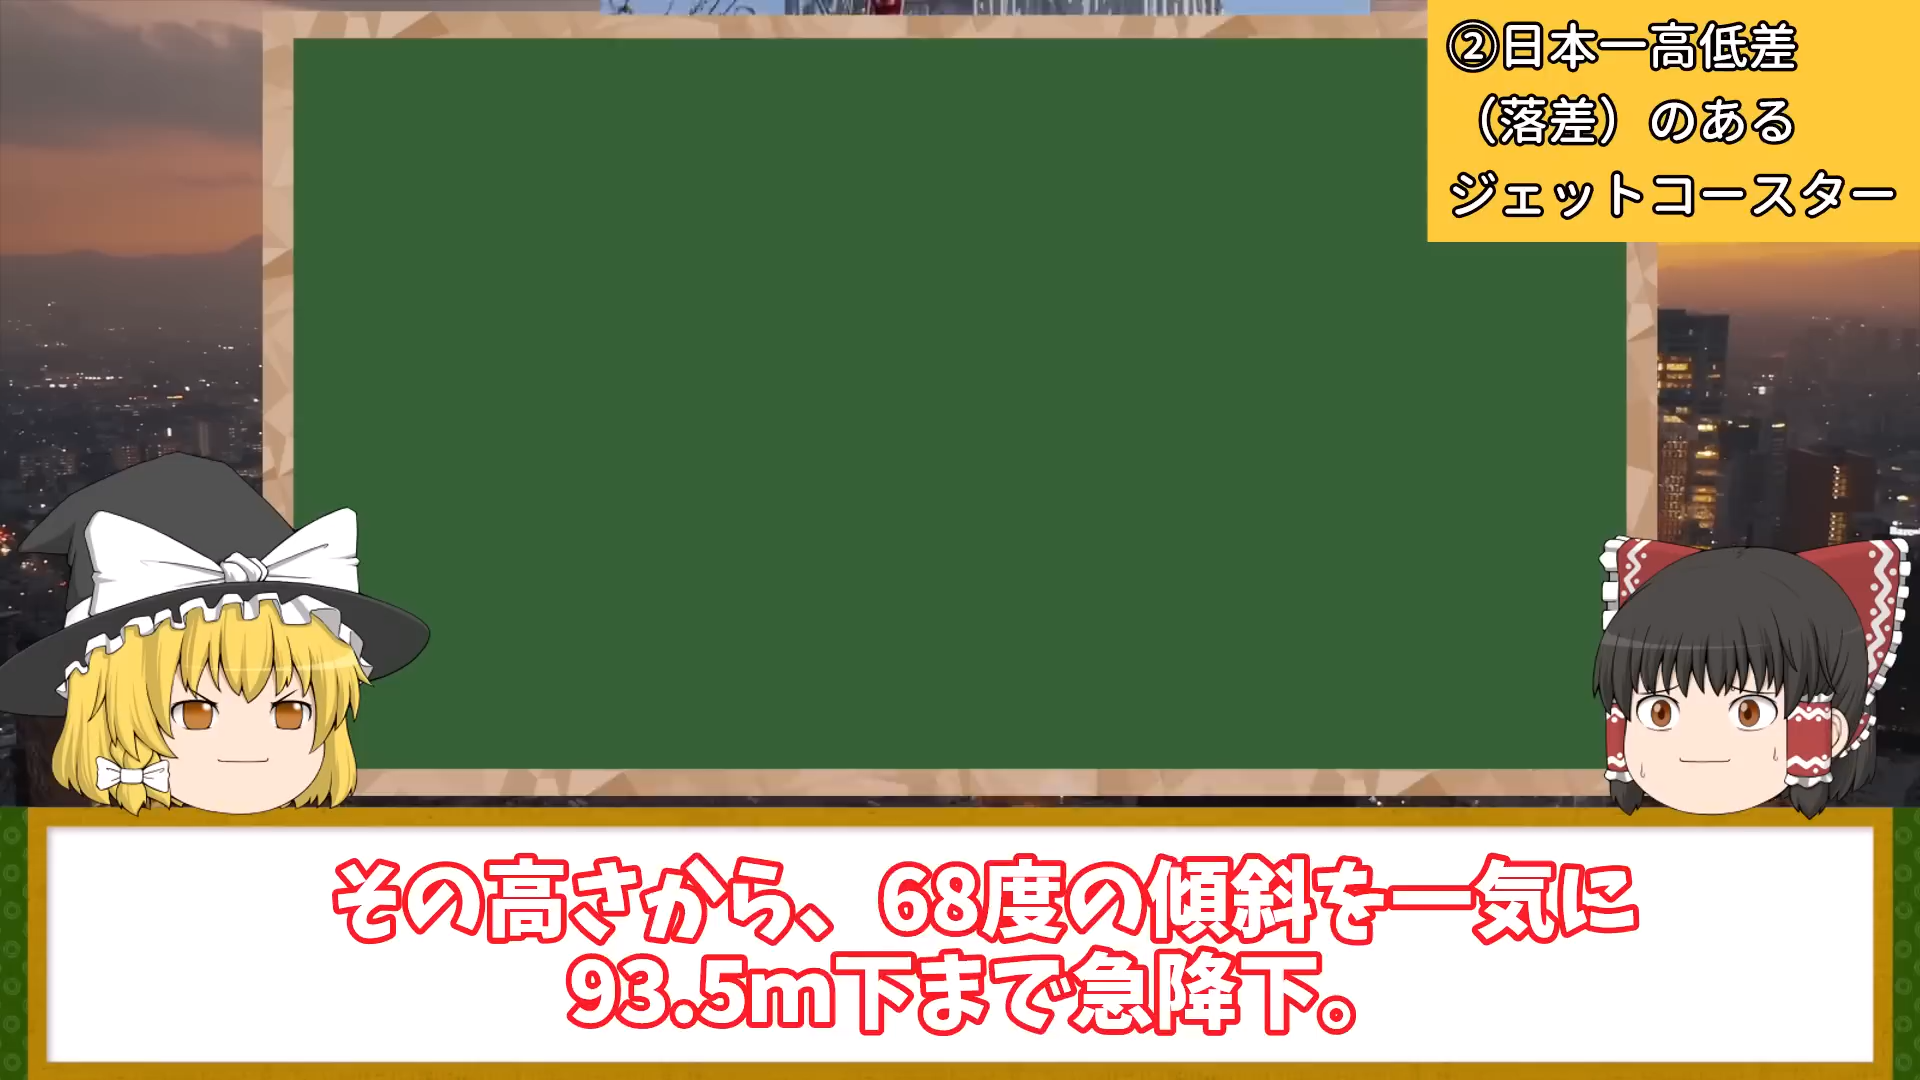 ②日本一高低差
（落差）のある
ジェットコースター
その高さから、68度の傾斜を一気に
93.5m下まで急降下。